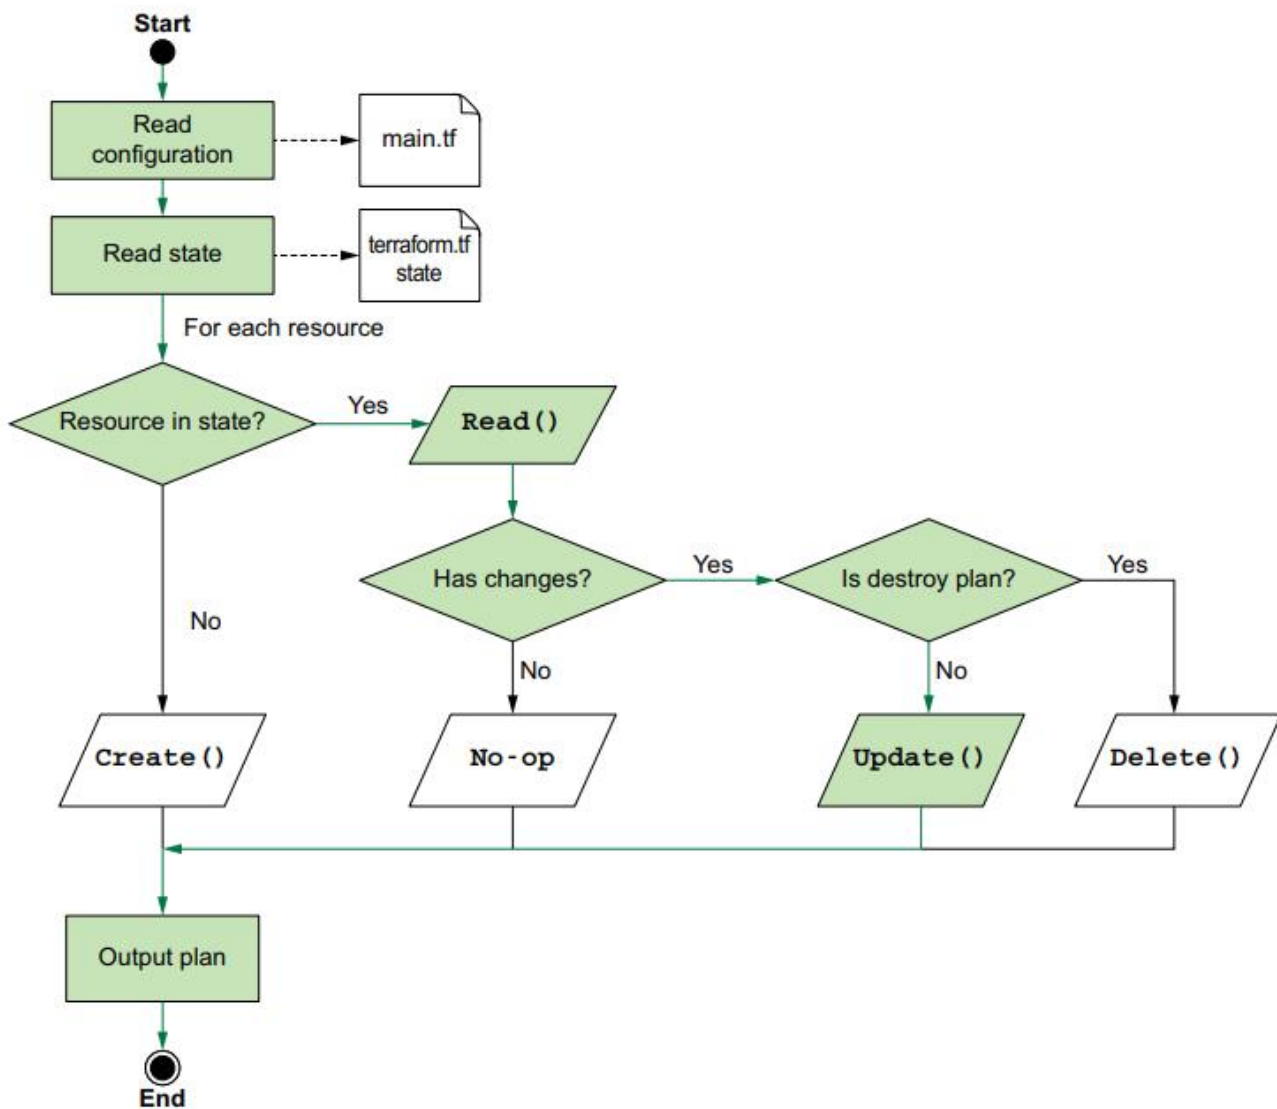 Start
Read
configuration
main.tf
Read state
terraform.tf
state
For each resource
Resource in state?
Yes
Read()
Has changes?
Yes
Is destroy plan?
Yes
No
No
No
Create()
No-op
Update()
Delete()
Output plan
End